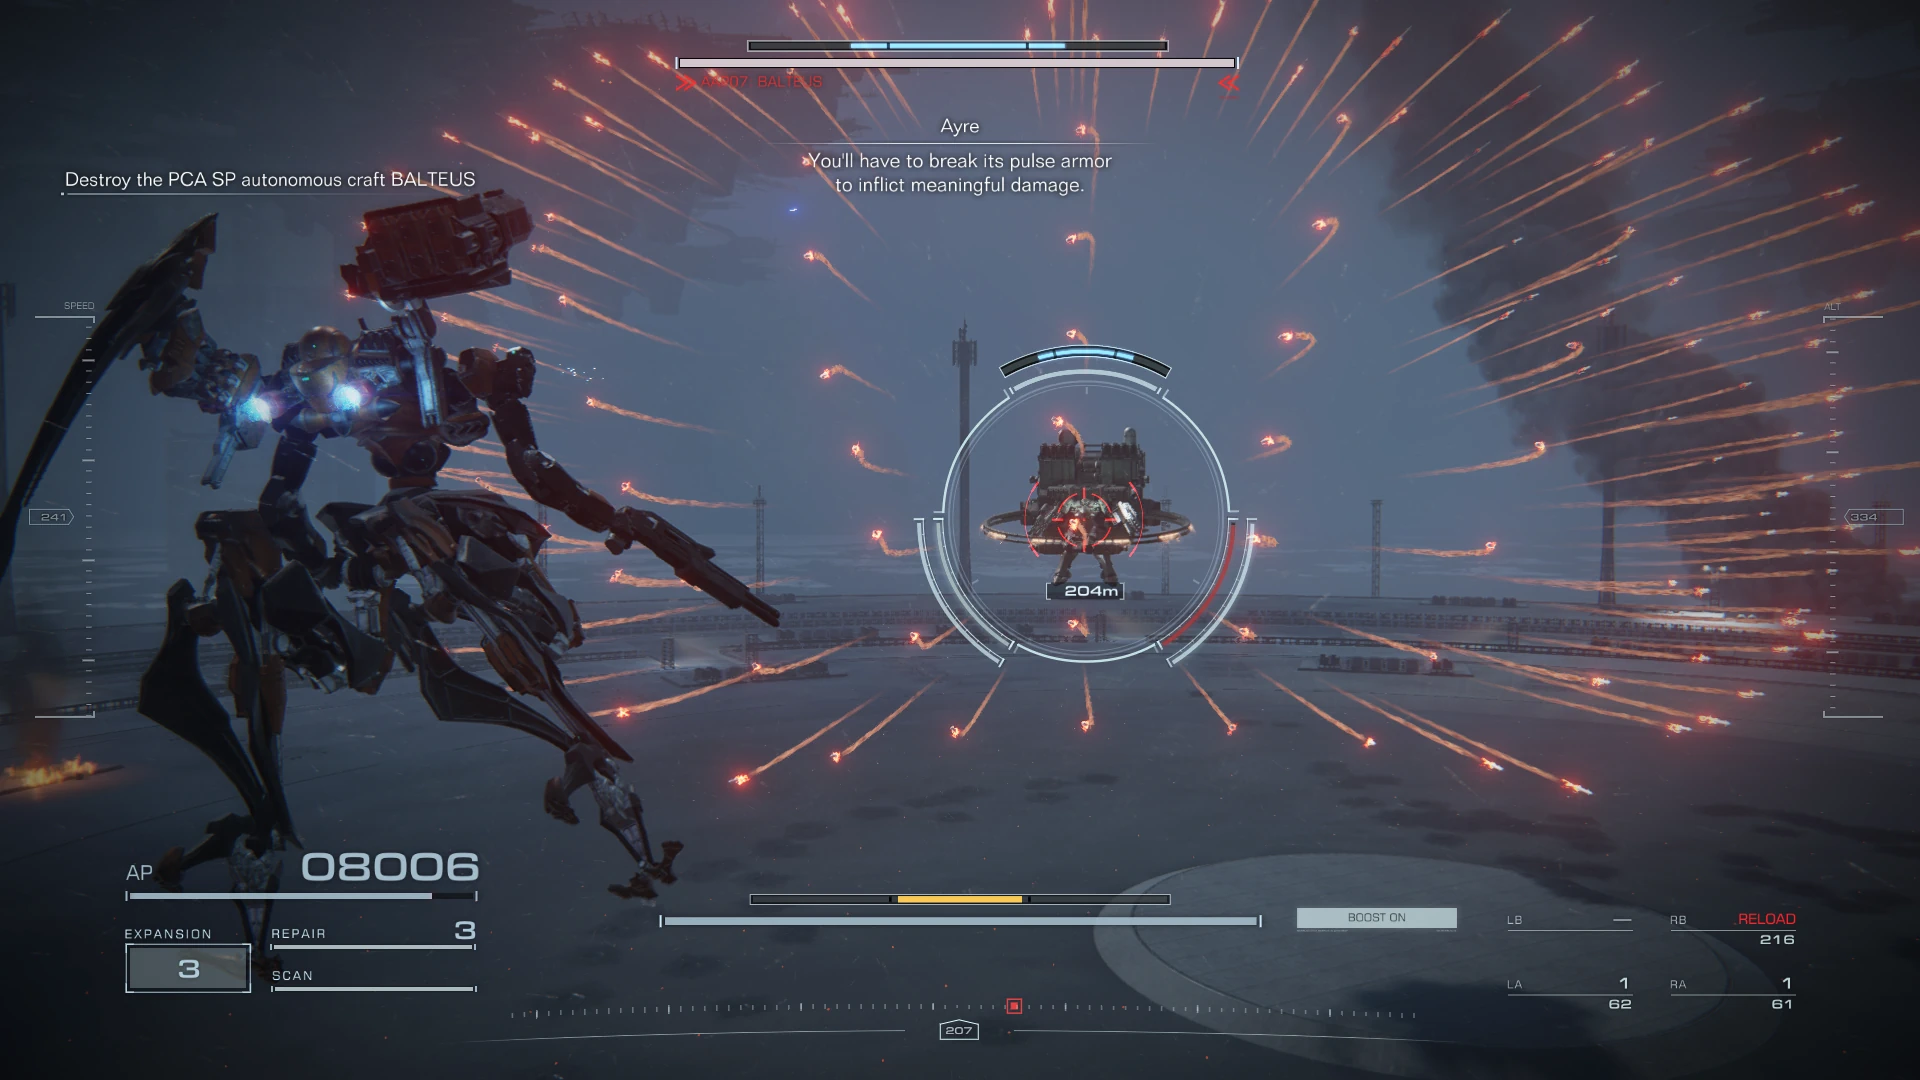 BALTEUS
Ayre
You'll have to break its pulse armor
to inflict meaningful damage.
Destroy the PCA SP autonomous craft BALTEUS
SPEED
ALT
241
334
204m
AP 08006
EXPANSION
3
REPAIR 3
SCAN
BOOST ON
LB —
RB RELOAD
216
LA 1
62
RA 1
61
207